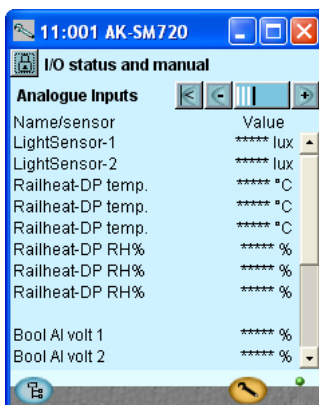 11:001 AK-SM720
I/O status and manual
Analogue Inputs
Name/sensor Value
LightSensor-1 ***** lux
LightSensor-2 ***** lux
Railheat-DP temp. ***** °C
Railheat-DP temp. ***** °C
Railheat-DP temp. ***** °C
Railheat-DP RH% ***** %
Railheat-DP RH% ***** %
Railheat-DP RH% ***** %
Bool AI volt 1 ***** %
Bool AI volt 2 ***** %